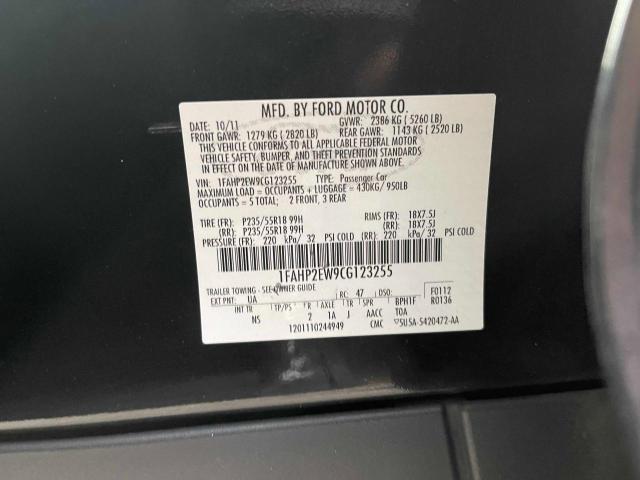 MFD. BY FORD MOTOR CO.
DATE: 10/11 GVWR: 2386 KG (5260 LB)
FRONT GAWR: 1279 KG (2820 LB) REAR GAWR: 1143 KG (2520 LB)
THIS VEHICLE CONFORMS TO ALL APPLICABLE FEDERAL MOTOR
VEHICLE SAFETY, BUMPER, AND THEFT PREVENTION STANDARDS
IN EFFECT ON THE DATE OF MANUFACTURE SHOWN ABOVE.
VIN: 1FAHP2EW9CG123255 TYPE: Passenger Car
MAXIMUM LOAD = OCCUPANTS + LUGGAGE = 430KG/950LB
OCCUPANTS = 5 TOTAL; 2 FRONT, 3 REAR
TIRE (FR): P235/55R18 99H RIMS (FR): 18X7.5J
(RR): P235/55R18 99H (RR): 18X7.5J
PRESSURE (FR): 220 kPa/ 32 PSI COLD (RR): 220 kPa/ 32 PSI COLD
1FAHP2EW9CG123255
TRAILER TOWING - SEE OWNER GUIDE
EXT PNT: UA RC: 47 DSO: F0112
INT TR TP/PS R AXLE TR SPR BPH1F R0136
NS 2 1A J AACC TOA
1201110244949 CMC 5U5A-5420472-AA